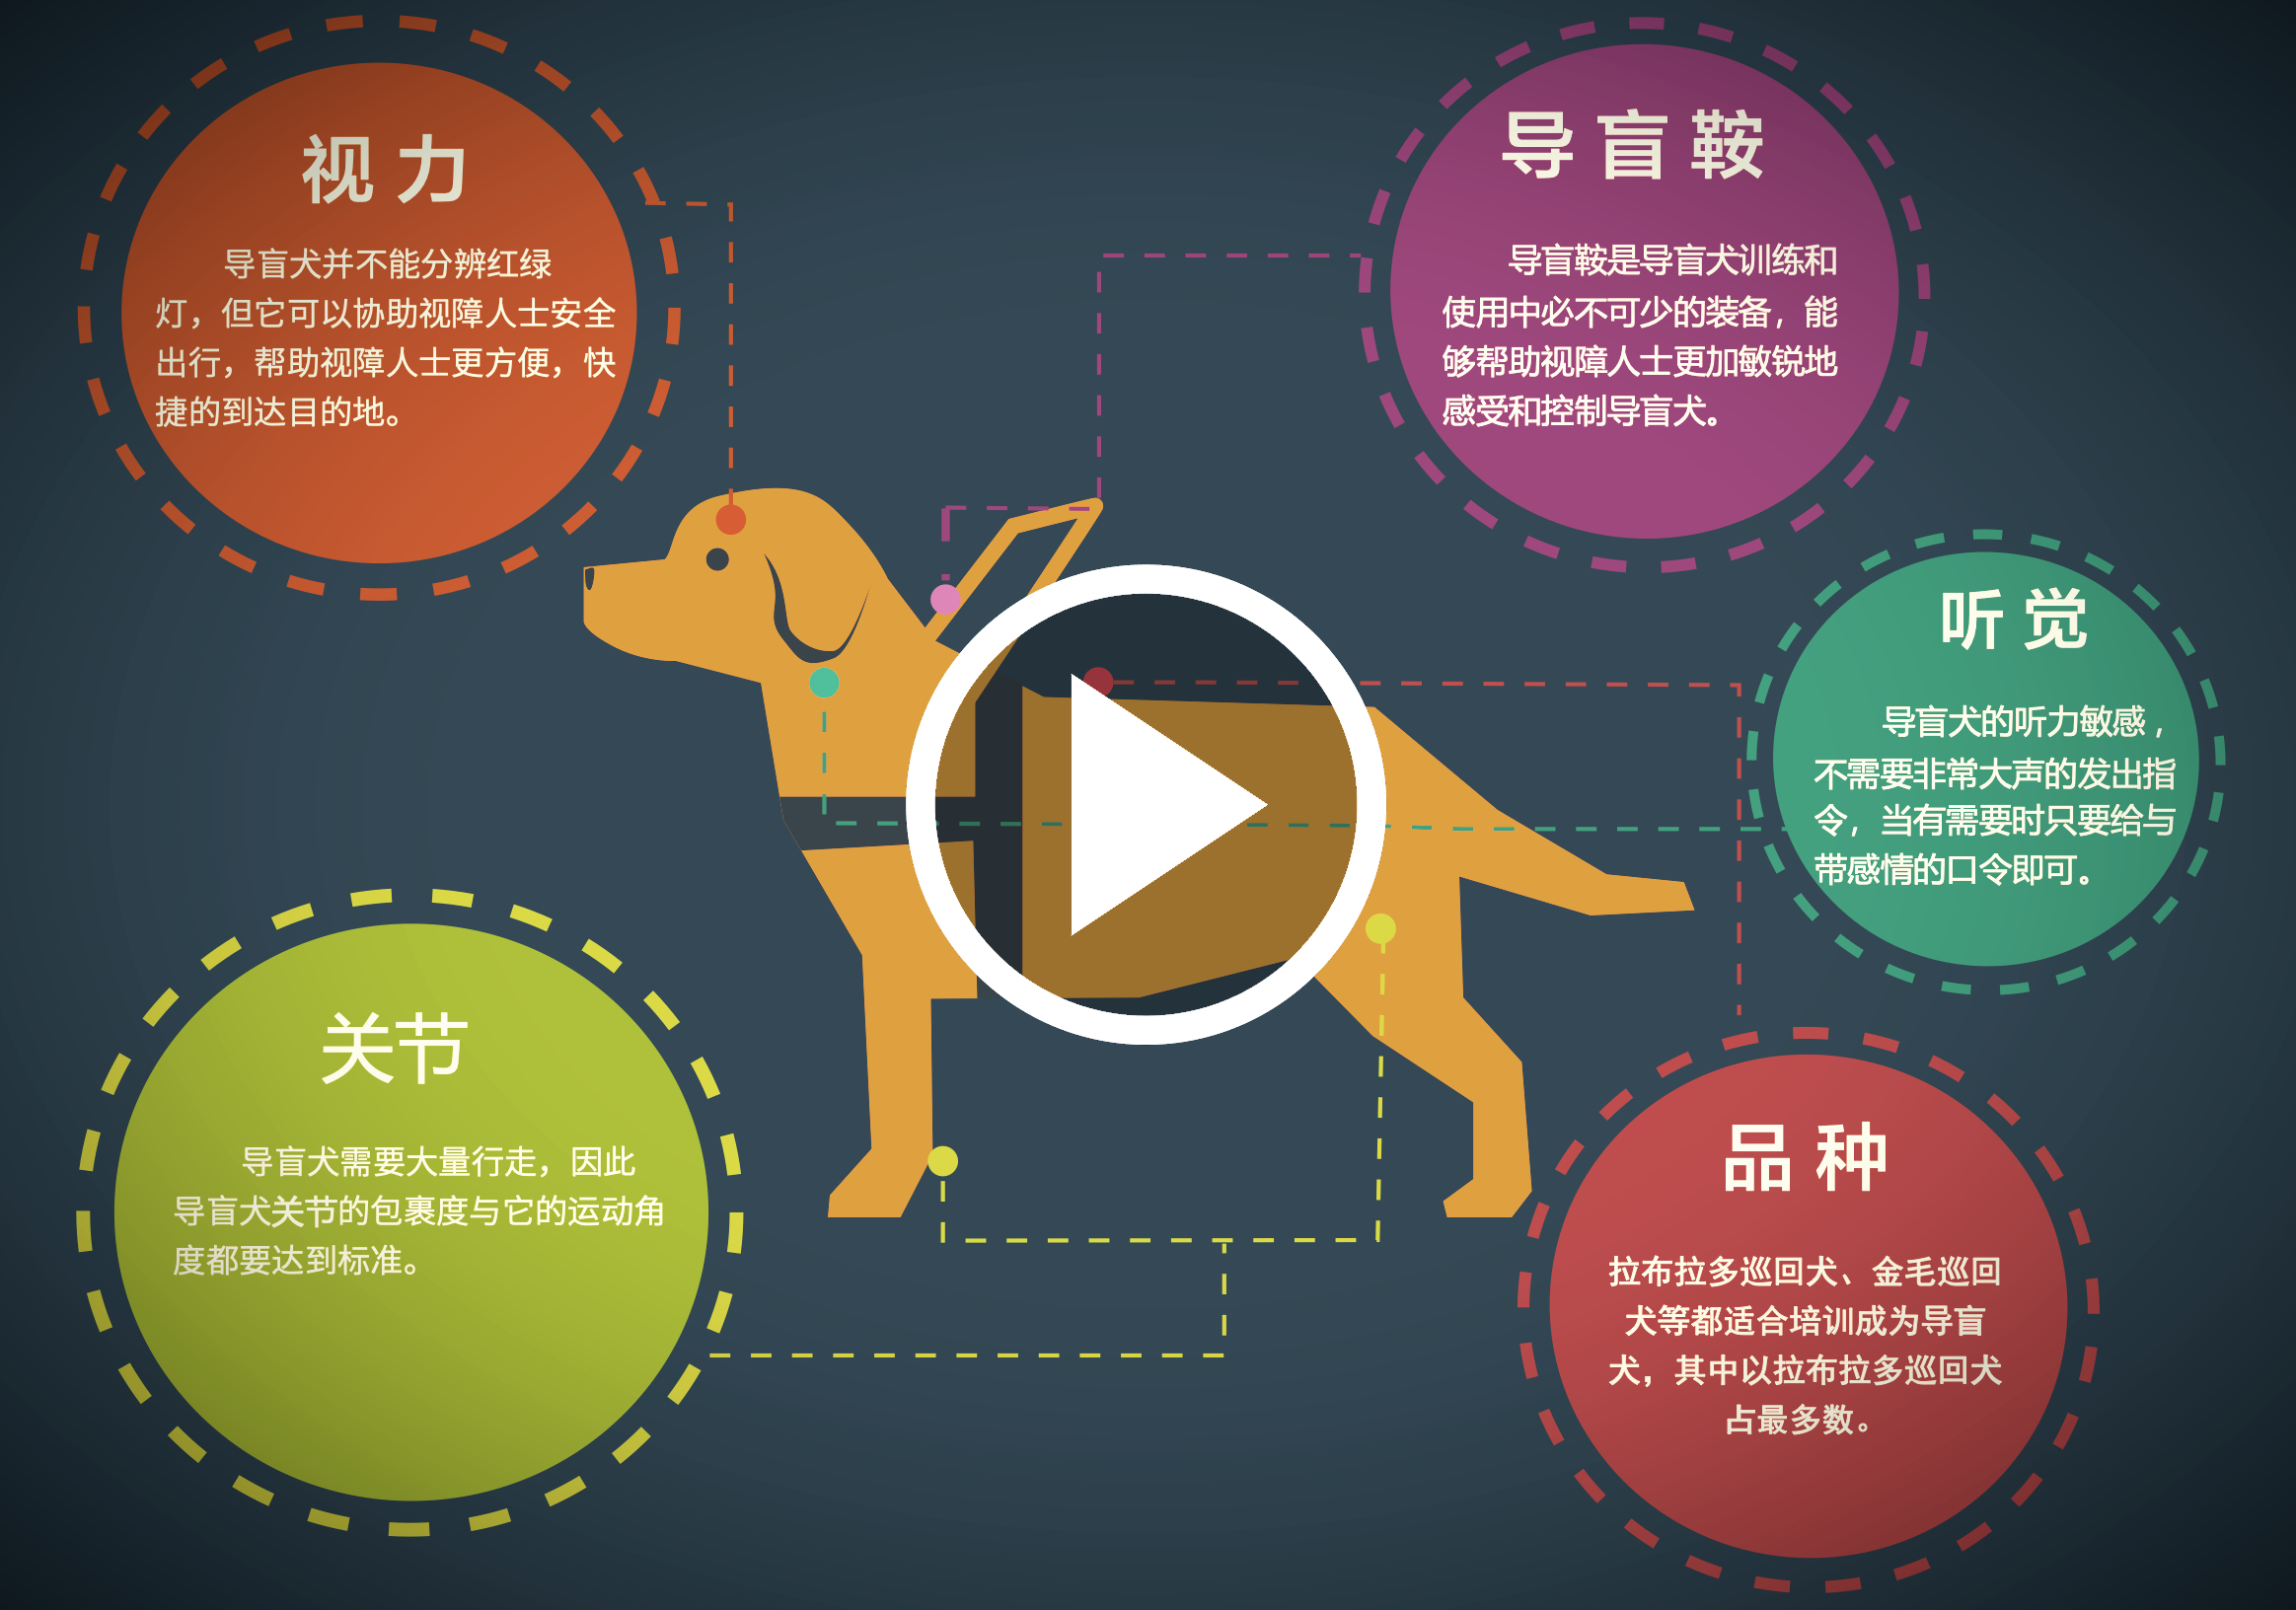 视力
导盲犬并不能分辨红绿
灯，但它可以协助视障人士安全
出行，帮助视障人士更方便，快
捷的到达目的地。
导盲鞍
导盲鞍是导盲犬训练和
使用中必不可少的装备，能
够帮助视障人士更加敏锐地
感受和控制导盲犬。
听觉
导盲犬的听力敏感，
不需要非常大声的发出指
令，当有需要时只要给与
带感情的口令即可。
关节
导盲犬需要大量行走，因此
导盲犬关节的包裹度与它的运动角
度都要达到标准。
品种
拉布拉多巡回犬、金毛巡回
犬等都适合培训成为导盲
犬，其中以拉布拉多巡回犬
占最多数。